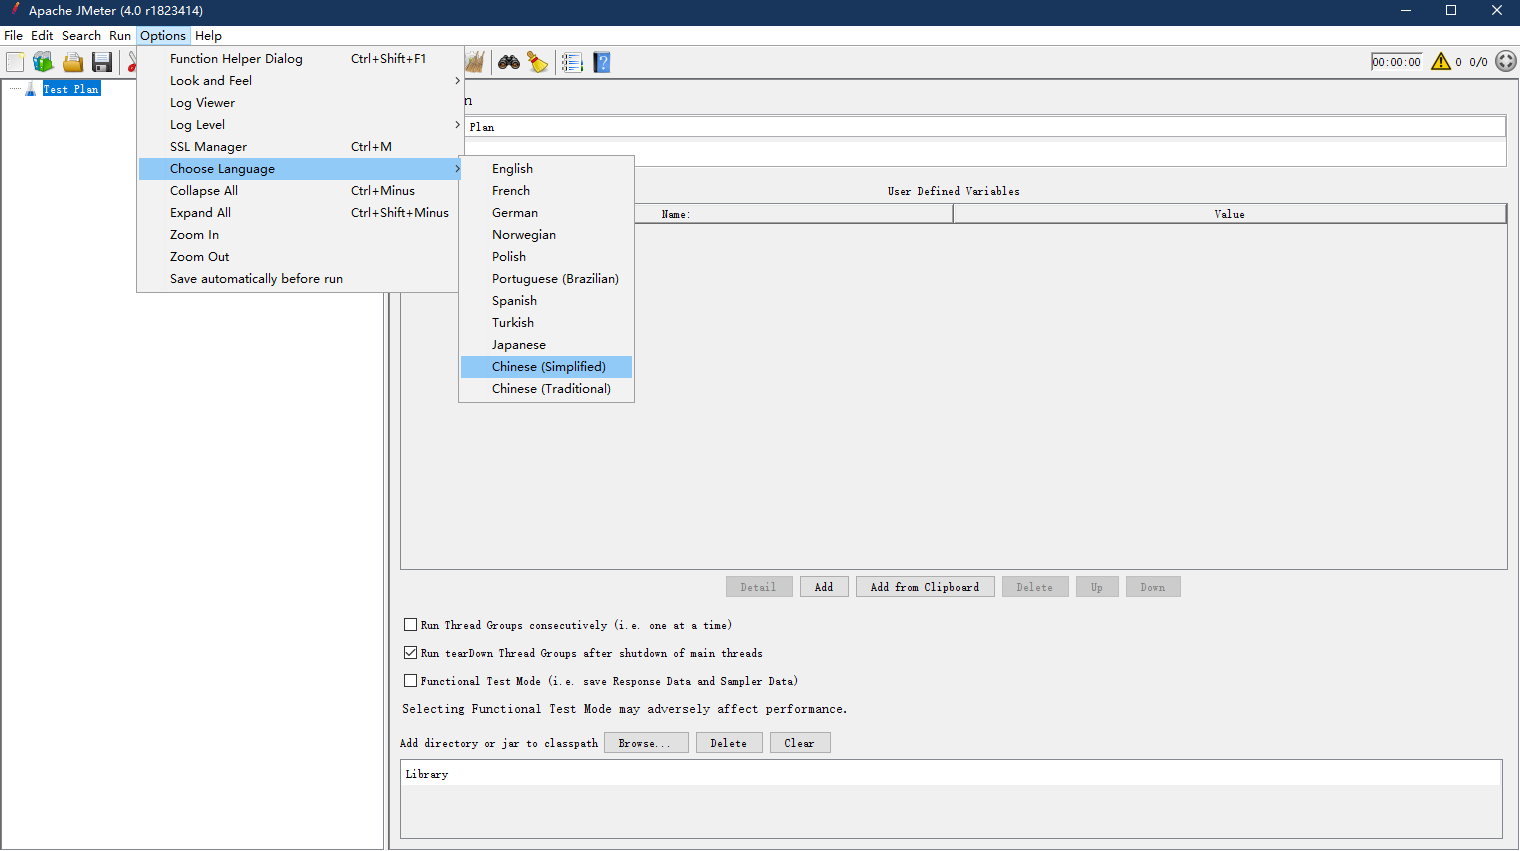 Apache JMeter (4.0 r1823414)
File Edit Search Run Options Help
00:00:00 0 0/0
Test Plan
Function Helper Dialog Ctrl+Shift+F1
Look and Feel
Log Viewer
Log Level
SSL Manager Ctrl+M
Choose Language
Collapse All Ctrl+Minus
Expand All Ctrl+Shift+Minus
Zoom In
Zoom Out
Save automatically before run
English
French
German
Norwegian
Polish
Portuguese (Brazilian)
Spanish
Turkish
Japanese
Chinese (Simplified)
Chinese (Traditional)
Plan
User Defined Variables
Name: Value
Detail Add Add from Clipboard Delete Up Down
Run Thread Groups consecutively (i.e. one at a time)
Run tearDown Thread Groups after shutdown of main threads
Functional Test Mode (i.e. save Response Data and Sampler Data)
Selecting Functional Test Mode may adversely affect performance.
Add directory or jar to classpath Browse... Delete Clear
Library